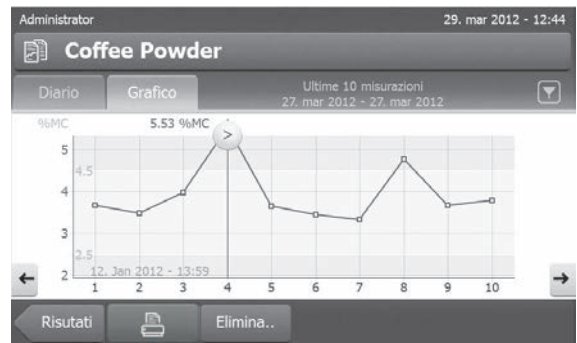 Administrator 29. mar 2012 - 12:44
Coffee Powder
Diario Grafico Ultime 10 misurazioni
27. mar 2012 - 27. mar 2012
%MC 5.53 %MC >
5
4.5
4
3
2.5
2 12. Jan 2012 - 13:59
1 2 3 4 5 6 7 8 9 10
Risutati Elimina..